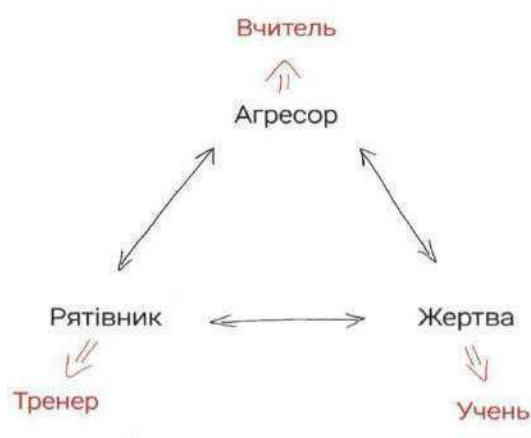 Вчитель
Агресор
Рятівник
Жертва
Тренер
Учень